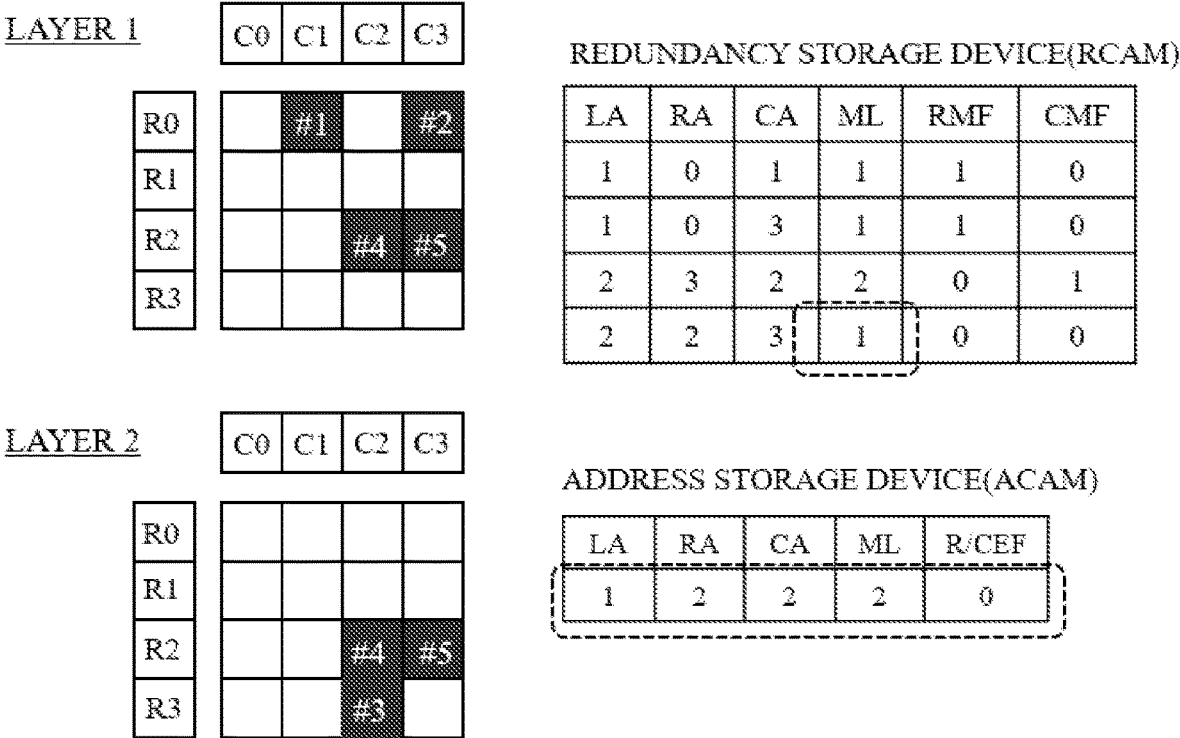 LAYER 1
C0 C1 C2 C3
R0 #1 #2
R1
R2 #4 #5
R3
REDUNDANCY STORAGE DEVICE(RCAM)
LA RA CA ML RMF CMF
1 0 1 1 1 0
1 0 3 1 1 0
2 3 2 2 0 1
2 2 3 1 0 0
LAYER 2
C0 C1 C2 C3
R0
R1
R2 #4 #5
R3 #3
ADDRESS STORAGE DEVICE(ACAM)
LA RA CA ML R/CEF
1 2 2 2 0